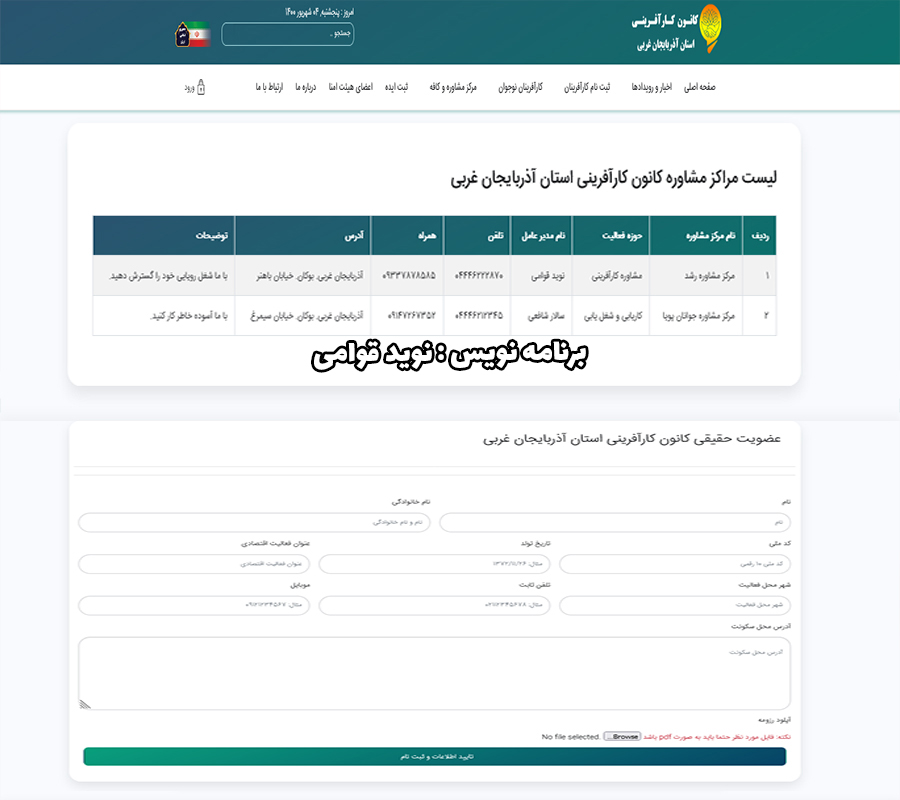 کانون کارآفرینی
استان آذربایجان غربی
امروز : پنجشنبه, ۰۴ شهریور ۱۴۰۰
جستجو ..
صفحه اصلی اخبار و رویدادها ثبت نام کارآفرینان کارآفرینان نوجوان مرکز مشاوره و کافه ثبت ایده اعضای هیئت امنا درباره ما ارتباط با ما ورود
لیست مراکز مشاوره کانون کارآفرینی استان آذربایجان غربی
ردیف نام مرکز مشاوره حوزه فعالیت نام مدیر عامل تلفن همراه آدرس توضیحات
۱ مرکز مشاوره رشد مشاوره کارآفرینی نوید قوامی ۰۴۴۴۶۲۲۲۸۷۰ ۰۹۳۳۷۸۷۸۵۸۵ آذربایجان غربی، بوکان، خیابان باهنر با ما شغل رویایی خود را گسترش دهید.
۲ مرکز مشاوره جوانان پویا کاریابی و شغل یابی سالار شافعی ۰۴۴۴۶۲۱۲۳۴۵ ۰۹۱۴۷۲۶۷۳۵۲ آذربایجان غربی، بوکان، خیابان سیمرغ با ما آسوده خاطر کار کنید.
برنامه نویس : نوید قوامی
عضویت حقیقی کانون کارآفرینی استان آذربایجان غربی
نام نام خانوادگی
نام نام و نام خانوادگی
کد ملی تاریخ تولد عنوان فعالیت اقتصادی
کد ملی ۱۰ رقمی مثال: ۱۳۷۲/۱۱/۲۶ عنوان فعالیت اقتصادی
شهر محل فعالیت تلفن ثابت موبایل
شهر محل فعالیت مثال: ۰۲۱۱۲۳۴۵۶۷۸ مثال: ۰۹۱۲۱۲۳۴۵۶۷
آدرس محل سکونت
آدرس محل سکونت
آپلود رزومه
نکته: فایل مورد نظر حتما باید به صورت pdf باشد Browse... No file selected.
تایید اطلاعات و ثبت نام